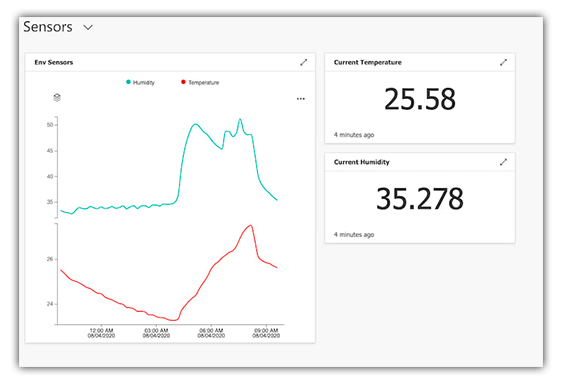 Sensors
Env Sensors
Humidity
Temperature
50
45
40
35
26
24
12:00 AM
08/04/2020
03:00 AM
08/04/2020
06:00 AM
08/04/2020
09:00 AM
08/04/2020
Current Temperature
25.58
4 minutes ago
Current Humidity
35.278
4 minutes ago